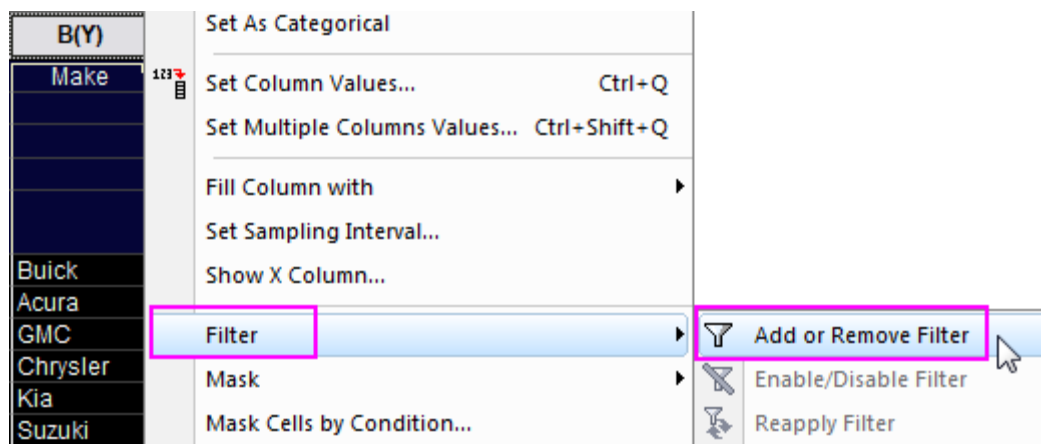 B(Y)
Make
Buick
Acura
GMC
Chrysler
Kia
Suzuki
Set As Categorical
Set Column Values... Ctrl+Q
Set Multiple Columns Values... Ctrl+Shift+Q
Fill Column with
Set Sampling Interval...
Show X Column...
Filter
Mask
Mask Cells by Condition...
Add or Remove Filter
Enable/Disable Filter
Reapply Filter